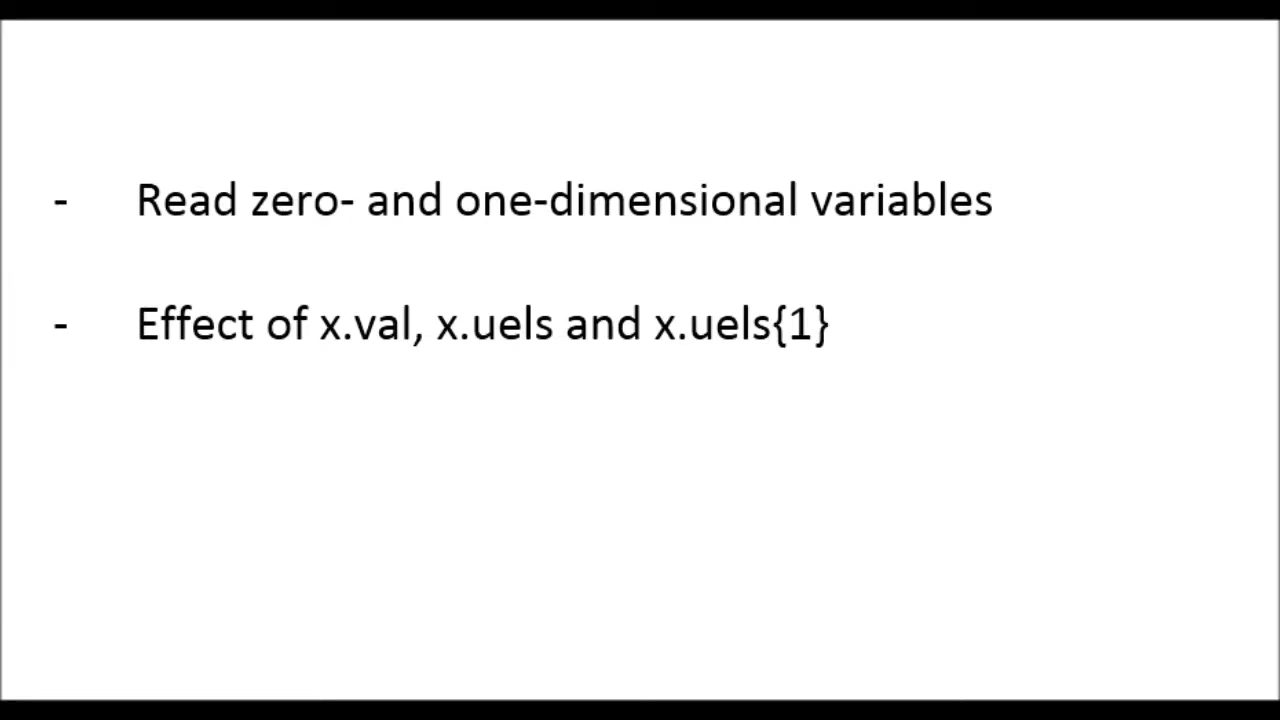 - Read zero- and one-dimensional variables
- Effect of x.val, x.uels and x.uels{1}